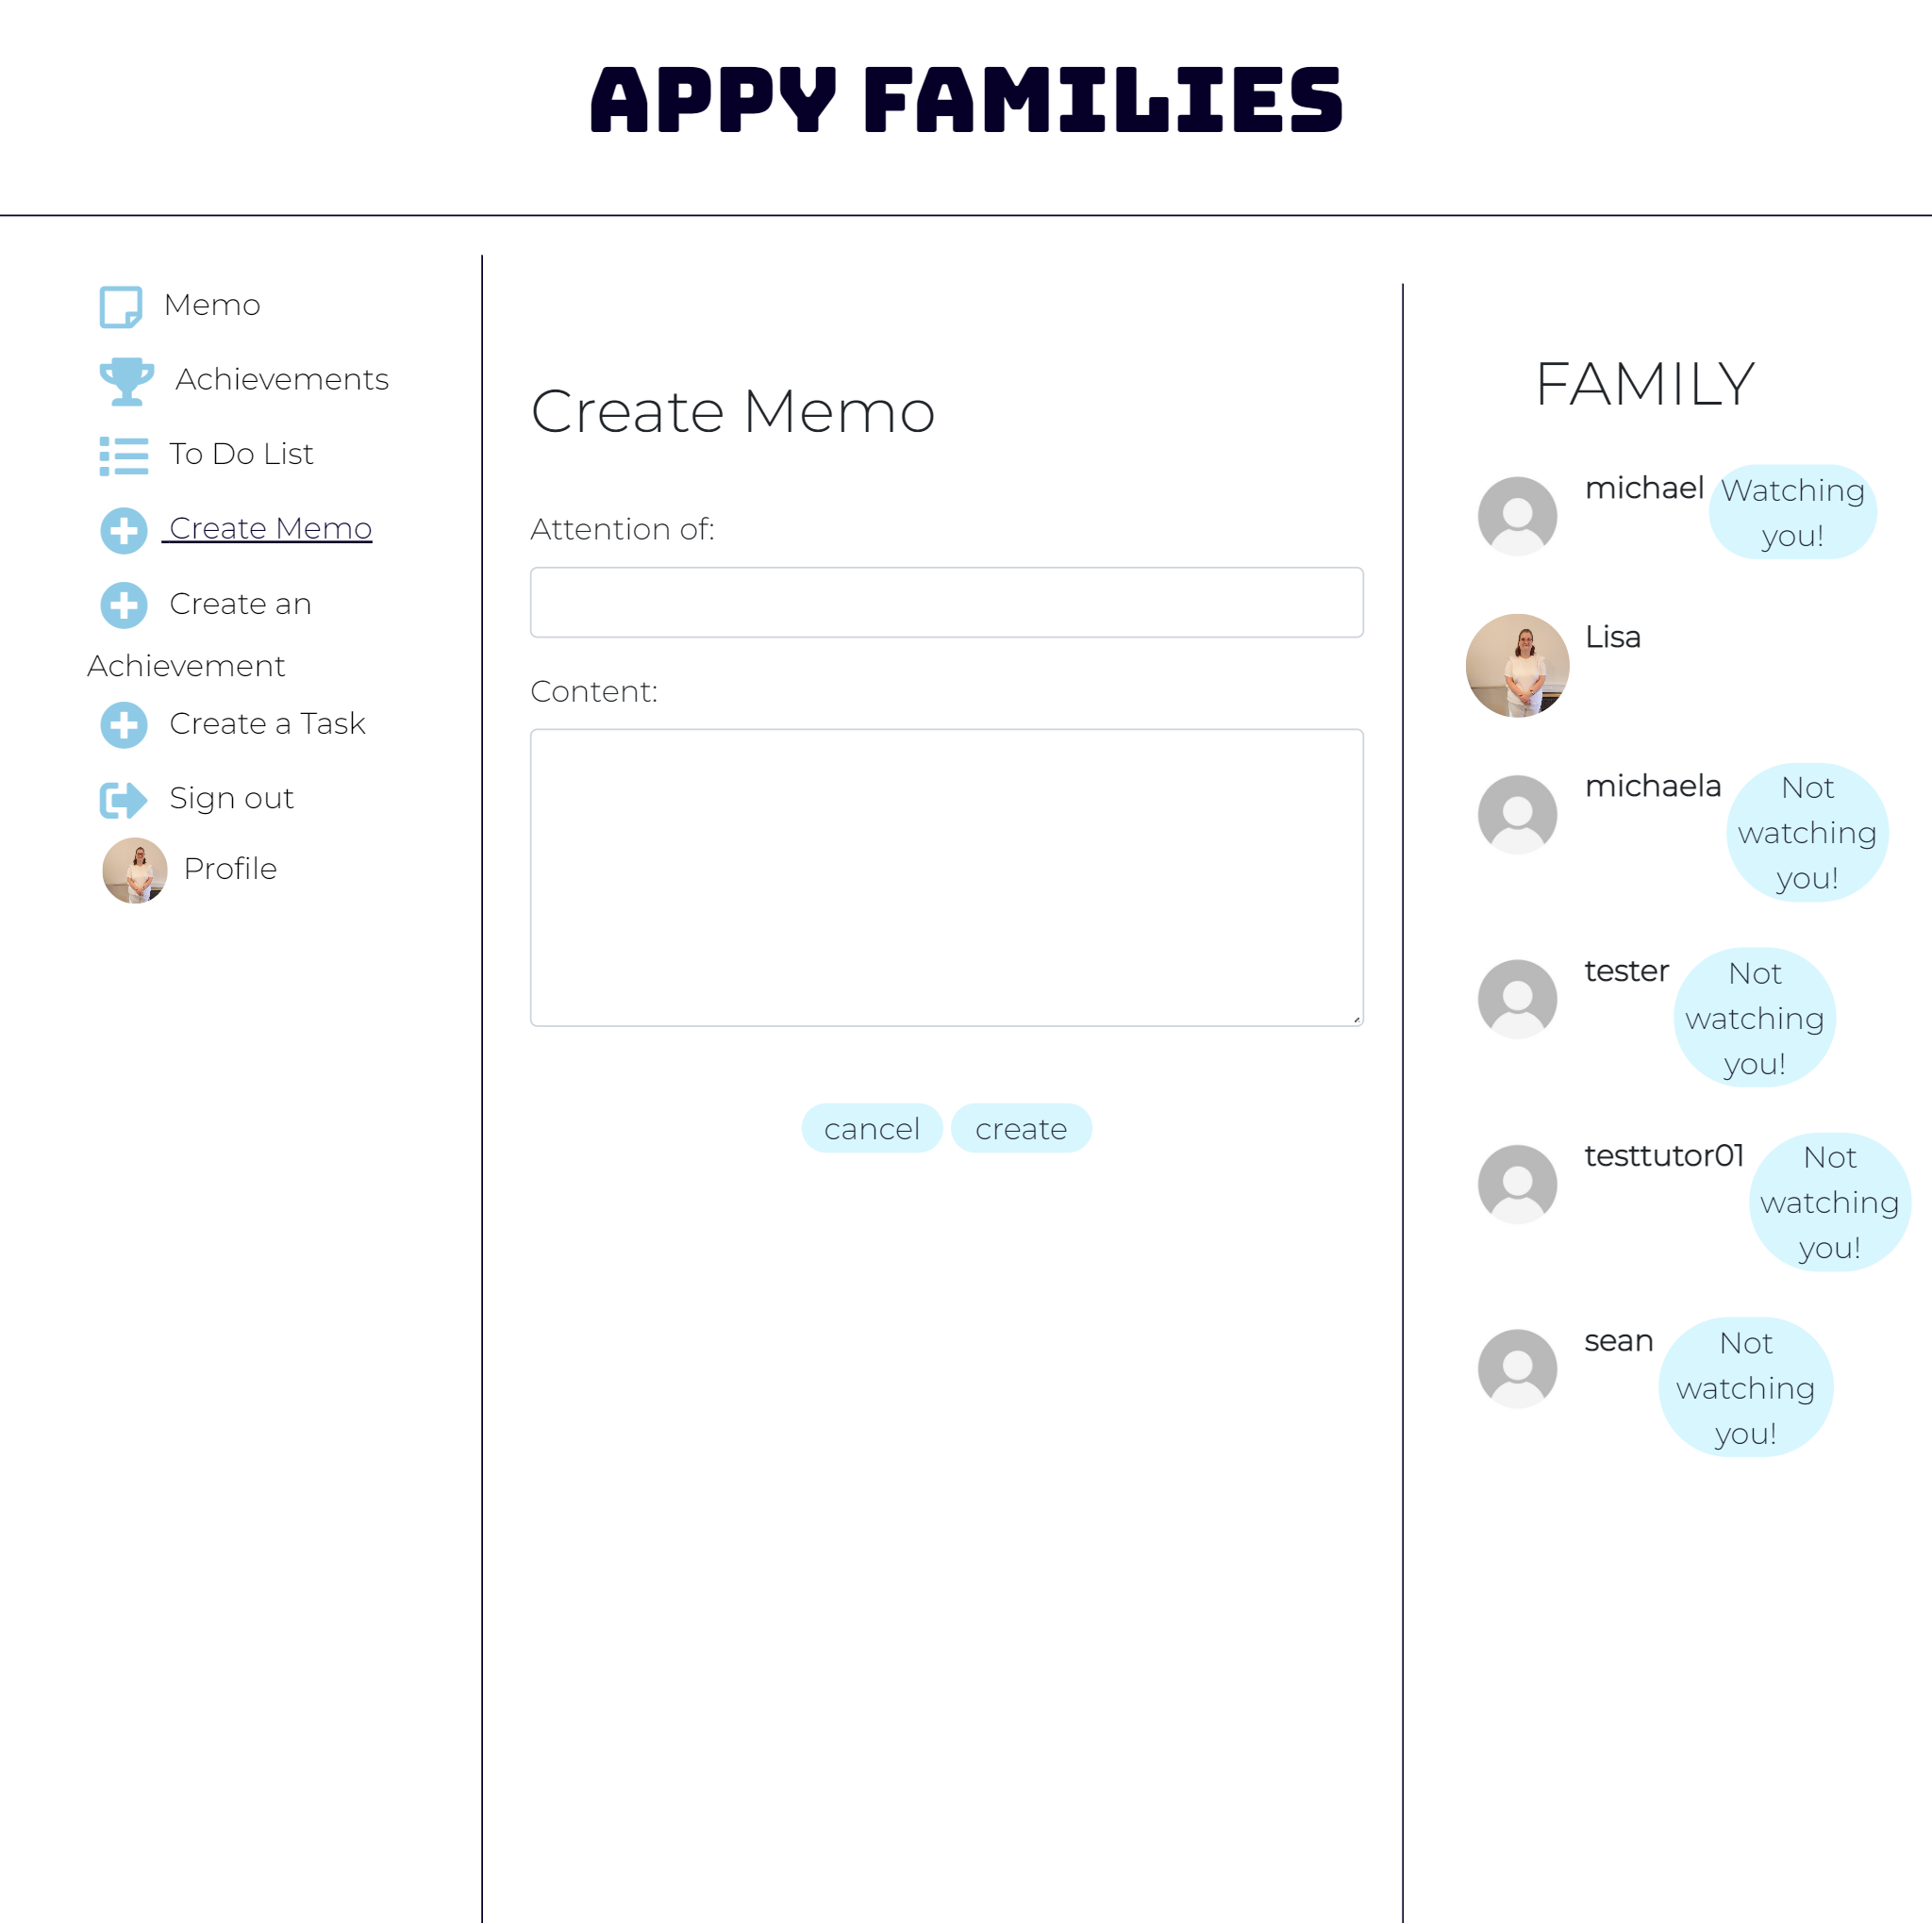 APPY FAMILIES
Memo
Achievements
To Do List
Create Memo
Create an
Achievement
Create a Task
Sign out
Profile
Create Memo
Attention of:
Content:
cancel
create
FAMILY
michael
Watching
you!
Lisa
michaela
Not
watching
you!
tester
Not
watching
you!
testtutor01
Not
watching
you!
sean
Not
watching
you!